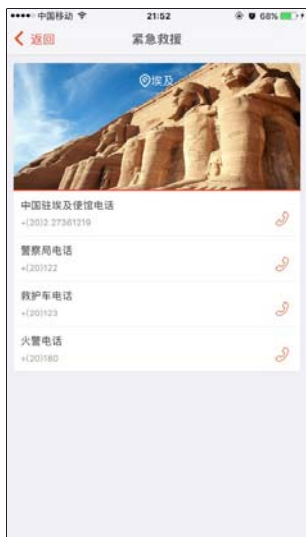 中国移动 21:52 68%
返回 紧急救援
埃及
中国驻埃及使馆电话
+(20)2 27361219
警察局电话
+(20)122
救护车电话
+(20)123
火警电话
+(20)180